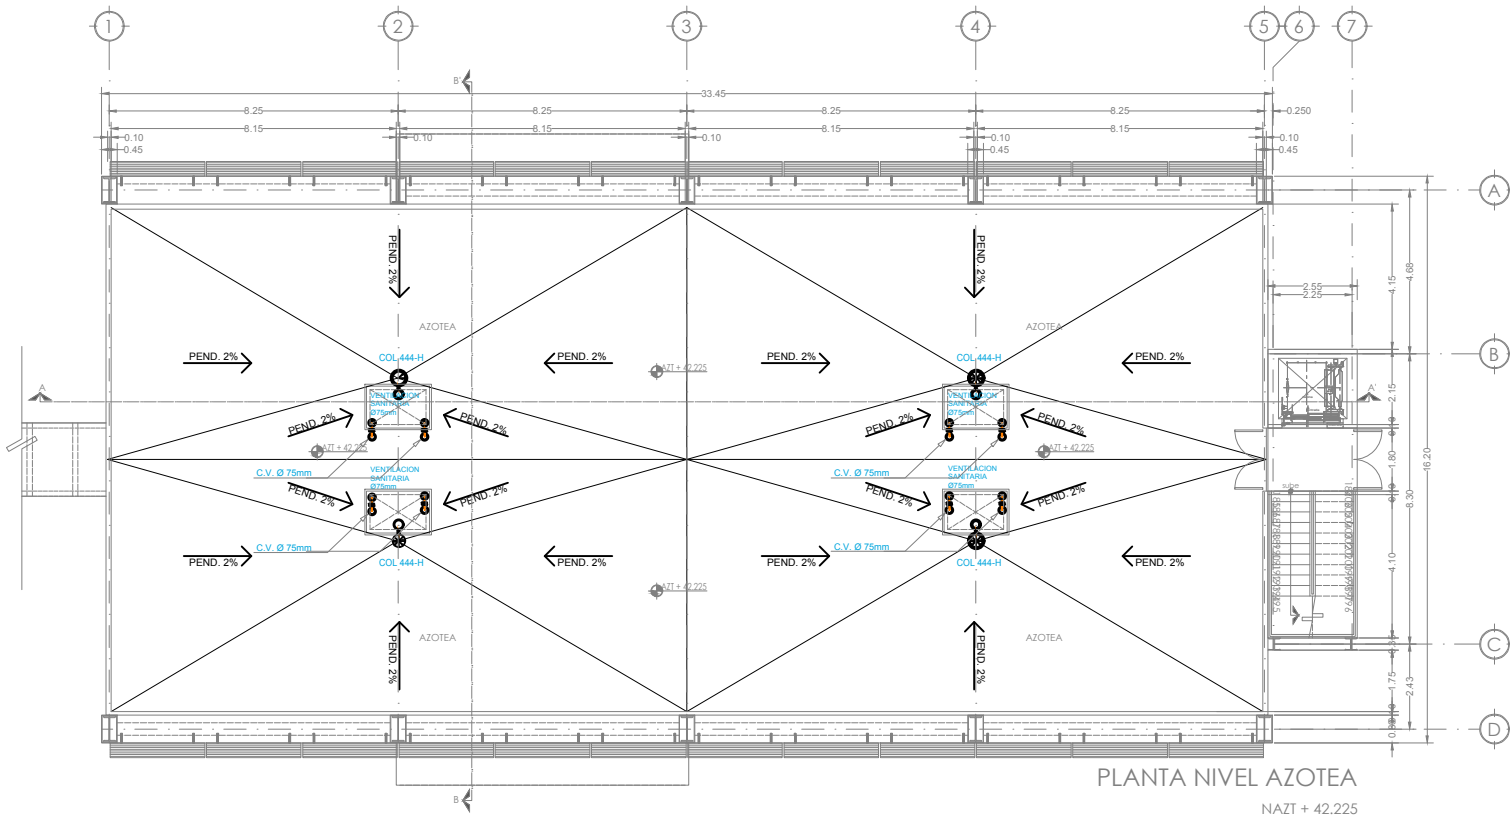 1
2
3
4
5
6
7
B'
33.45
8.25
8.25
8.25
8.25
0.250
8.15
8.15
8.15
8.15
0.10
0.10
0.10
0.10
0.10
0.45
0.45
0.45
A
B
C
D
PEND. 2%
PEND. 2%
AZOTEA
AZOTEA
PEND. 2%
COL 444-H
PEND. 2%
PEND. 2%
COL 444-H
PEND. 2%
AZT + 42.225
VENTILACION
SANITARIA
Ø75mm
VENTILACION
SANITARIA
Ø75mm
A
A'
PEND. 2%
PEND. 2%
PEND. 2%
PEND. 2%
AZT + 42.225
AZT + 42.225
C.V. Ø 75mm
VENTILACION
SANITARIA
Ø75mm
C.V. Ø 75mm
VENTILACION
SANITARIA
Ø75mm
PEND. 2%
PEND. 2%
PEND. 2%
PEND. 2%
C.V. Ø 75mm
C.V. Ø 75mm
PEND. 2%
COL 444-H
PEND. 2%
PEND. 2%
COL 444-H
PEND. 2%
AZT + 42.225
AZOTEA
AZOTEA
PEND. 2%
PEND. 2%
2.55
2.25
4.15
4.68
2.15
1.80
16.20
8.30
4.10
1.75
2.43
sube
B
PLANTA NIVEL AZOTEA
NAZT + 42.225